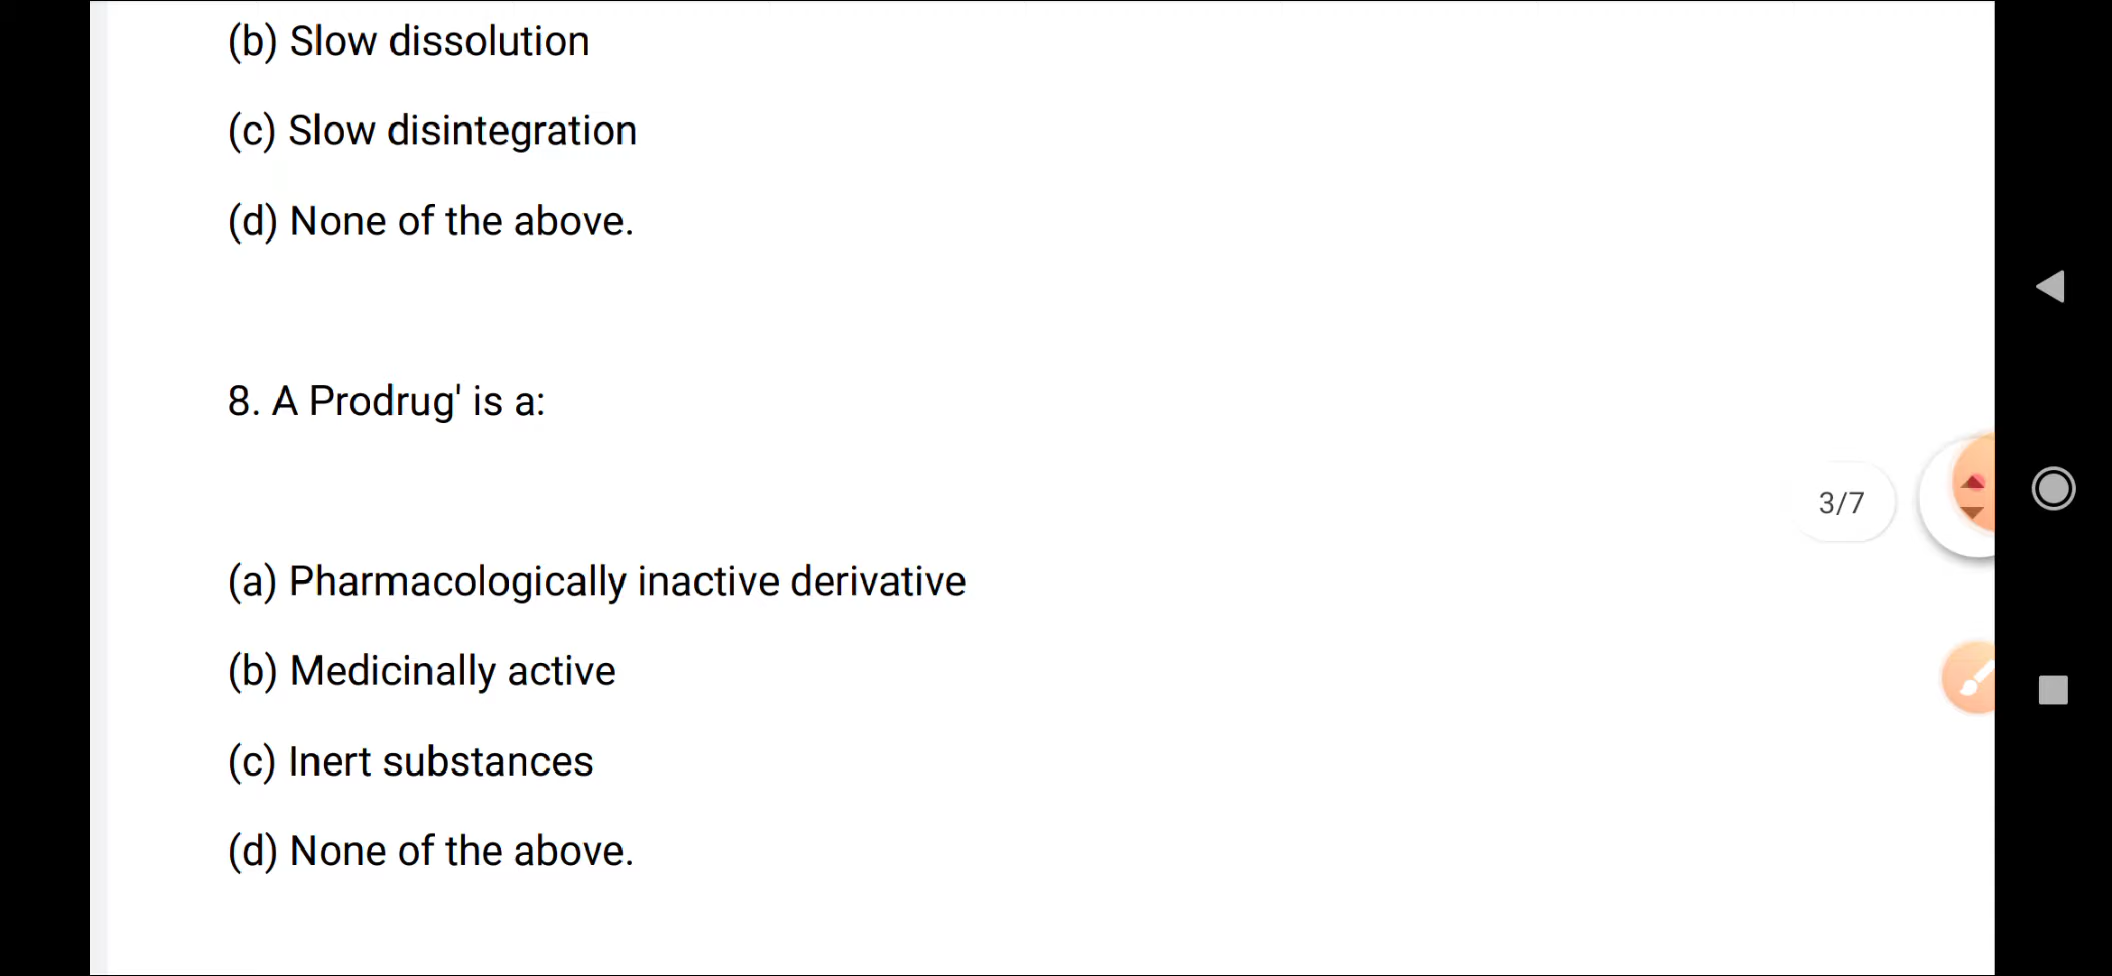 (b) Slow dissolution
(c) Slow disintegration
(d) None of the above.
8. A Prodrug' is a:
3/7
(a) Pharmacologically inactive derivative
(b) Medicinally active
(c) Inert substances
(d) None of the above.